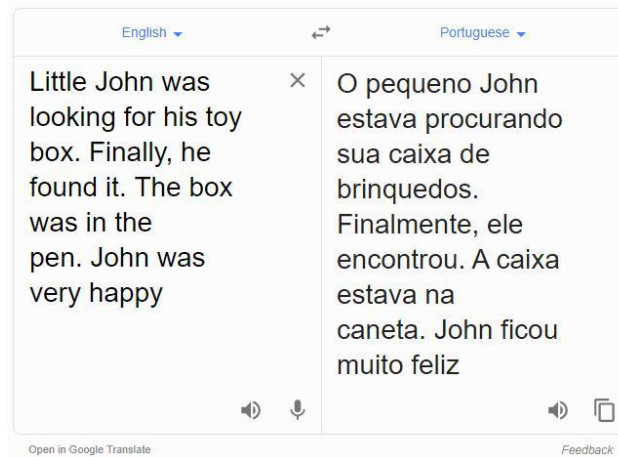 English
Portuguese
Little John was
looking for his toy
box. Finally, he
found it. The box
was in the
pen. John was
very happy
O pequeno John
estava procurando
sua caixa de
brinquedos.
Finalmente, ele
encontrou. A caixa
estava na
caneta. John ficou
muito feliz
Open in Google Translate
Feedback